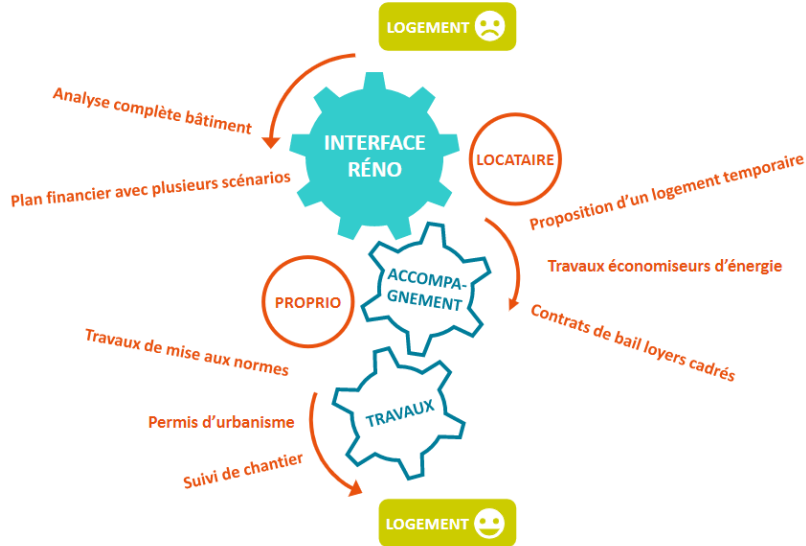 LOGEMENT
Analyse complète bâtiment
INTERFACE
RÉNO
LOCATAIRE
Plan financier avec plusieurs scénarios
Proposition d'un logement temporaire
ACCOMPA-
GNEMENT
Travaux économiseurs d'énergie
PROPRIO
Contrats de bail loyers cadrés
Travaux de mise aux normes
TRAVAUX
Permis d'urbanisme
Suivi de chantier
LOGEMENT